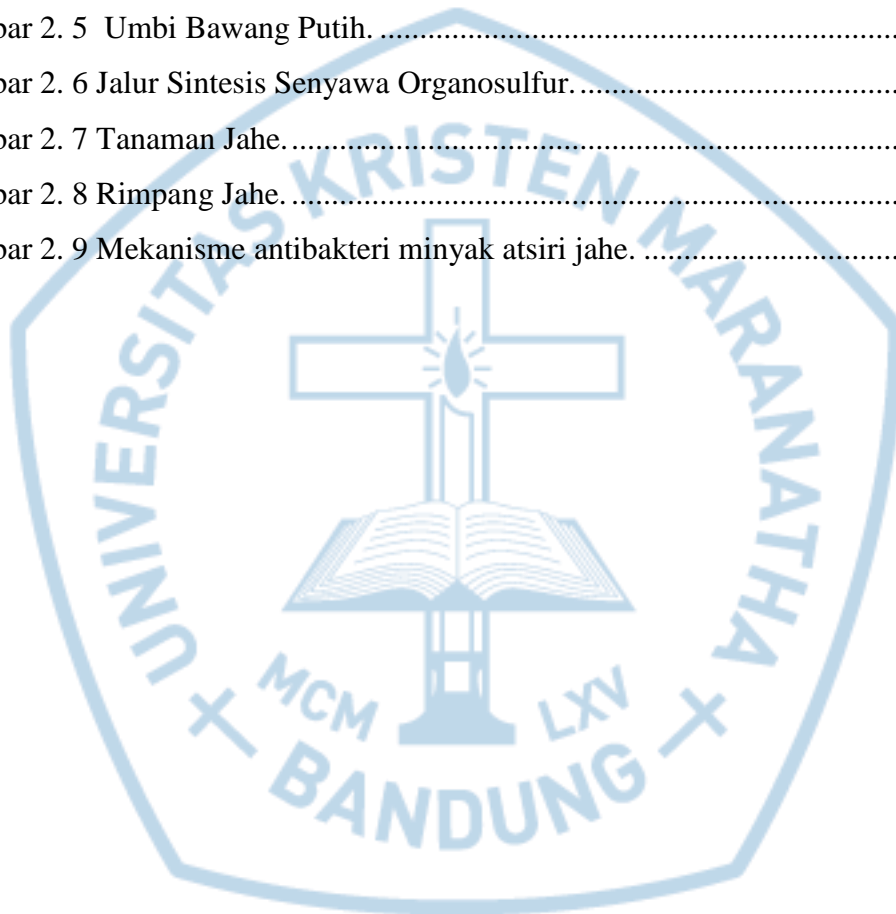 bar 2. 5  Umbi Bawang Putih. ................................................................
bar 2. 6 Jalur Sintesis Senyawa Organosulfur. .......................................
bar 2. 7 Tanaman Jahe. ...........................................................................
bar 2. 8 Rimpang Jahe. ...........................................................................
bar 2. 9 Mekanisme antibakteri minyak atsiri jahe. ...............................
UNIVERSITAS KRISTEN MARANATHA
MCM LXV
BANDUNG